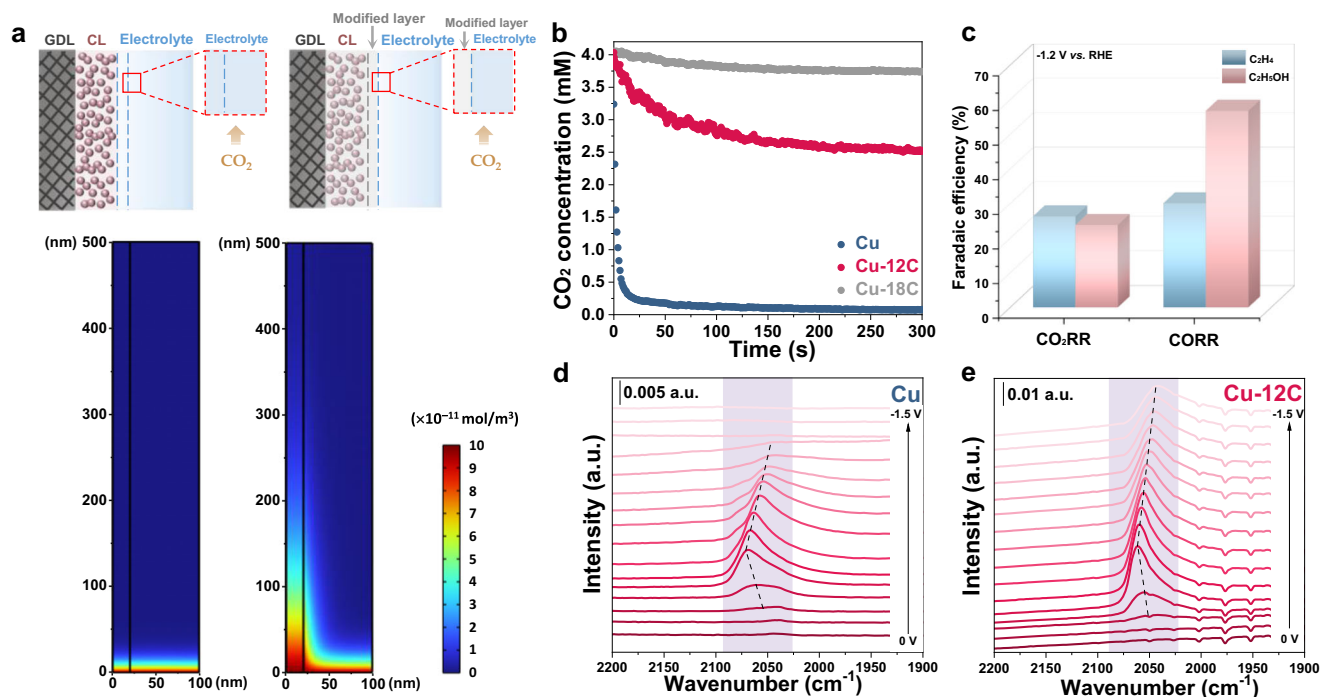 a
Modified layer
Modified layer
GDL CL Electrolyte Electrolyte
GDL CL Electrolyte Electrolyte
CO₂
CO₂
(nm)
500
400
300
200
100
0
0 50 100 (nm)
(nm)
500
400
300
200
100
0
0 50 100 (nm)
(×10⁻¹¹ mol/m³)
10
9
8
7
6
5
4
3
2
1
0
b
CO₂ concentration (mM)
4.0
3.5
3.0
2.5
2.0
1.5
1.0
0.5
0.0
Cu
Cu-12C
Cu-18C
0 50 100 150 200 250 300
Time (s)
c
-1.2 V vs. RHE
C₂H₄
C₂H₅OH
Faradaic efficiency (%)
70
60
50
40
30
20
10
0
CO₂RR CORR
d
0.005 a.u.
Cu
-1.5 V
0 V
Intensity (a.u.)
2200 2150 2100 2050 2000 1950 1900
Wavenumber (cm⁻¹)
e
0.01 a.u.
Cu-12C
-1.5 V
0 V
Intensity (a.u.)
2200 2150 2100 2050 2000 1950 1900
Wavenumber (cm⁻¹)